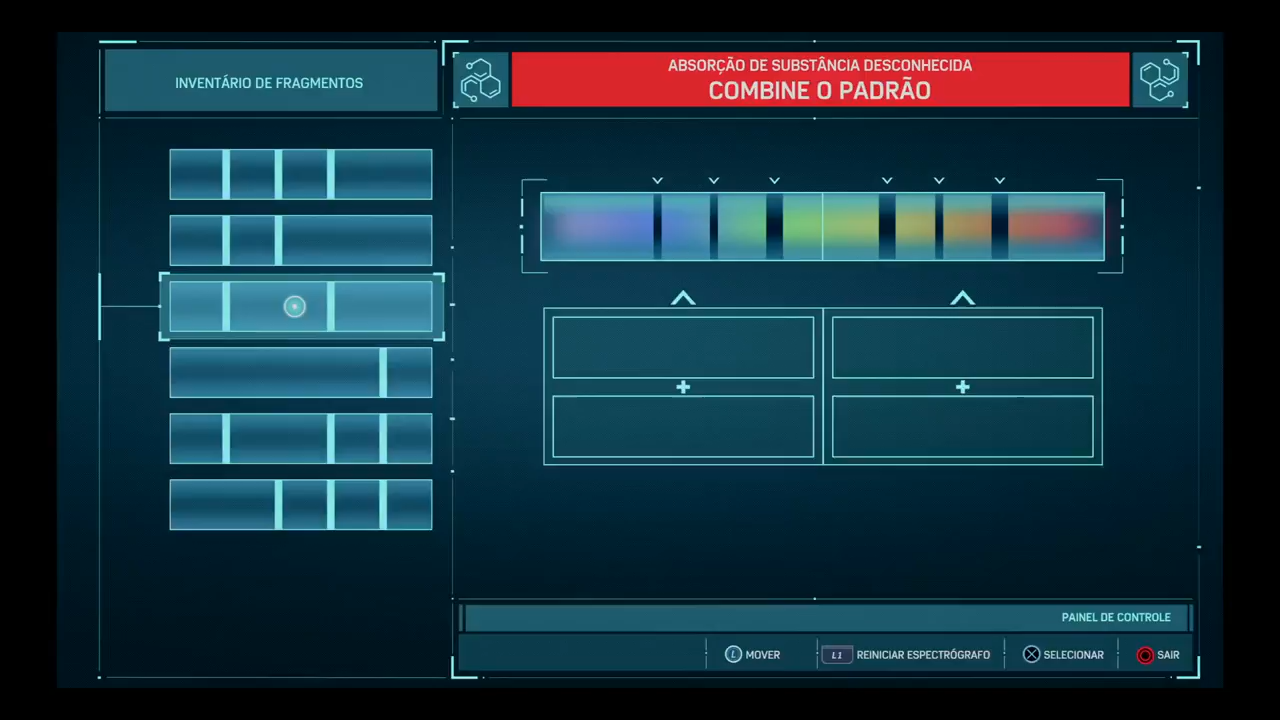 INVENTÁRIO DE FRAGMENTOS
ABSORÇÃO DE SUBSTÂNCIA DESCONHECIDA
COMBINE O PADRÃO
PAINEL DE CONTROLE
L MOVER
L1 REINICIAR ESPECTRÓGRAFO
SELECIONAR
SAIR